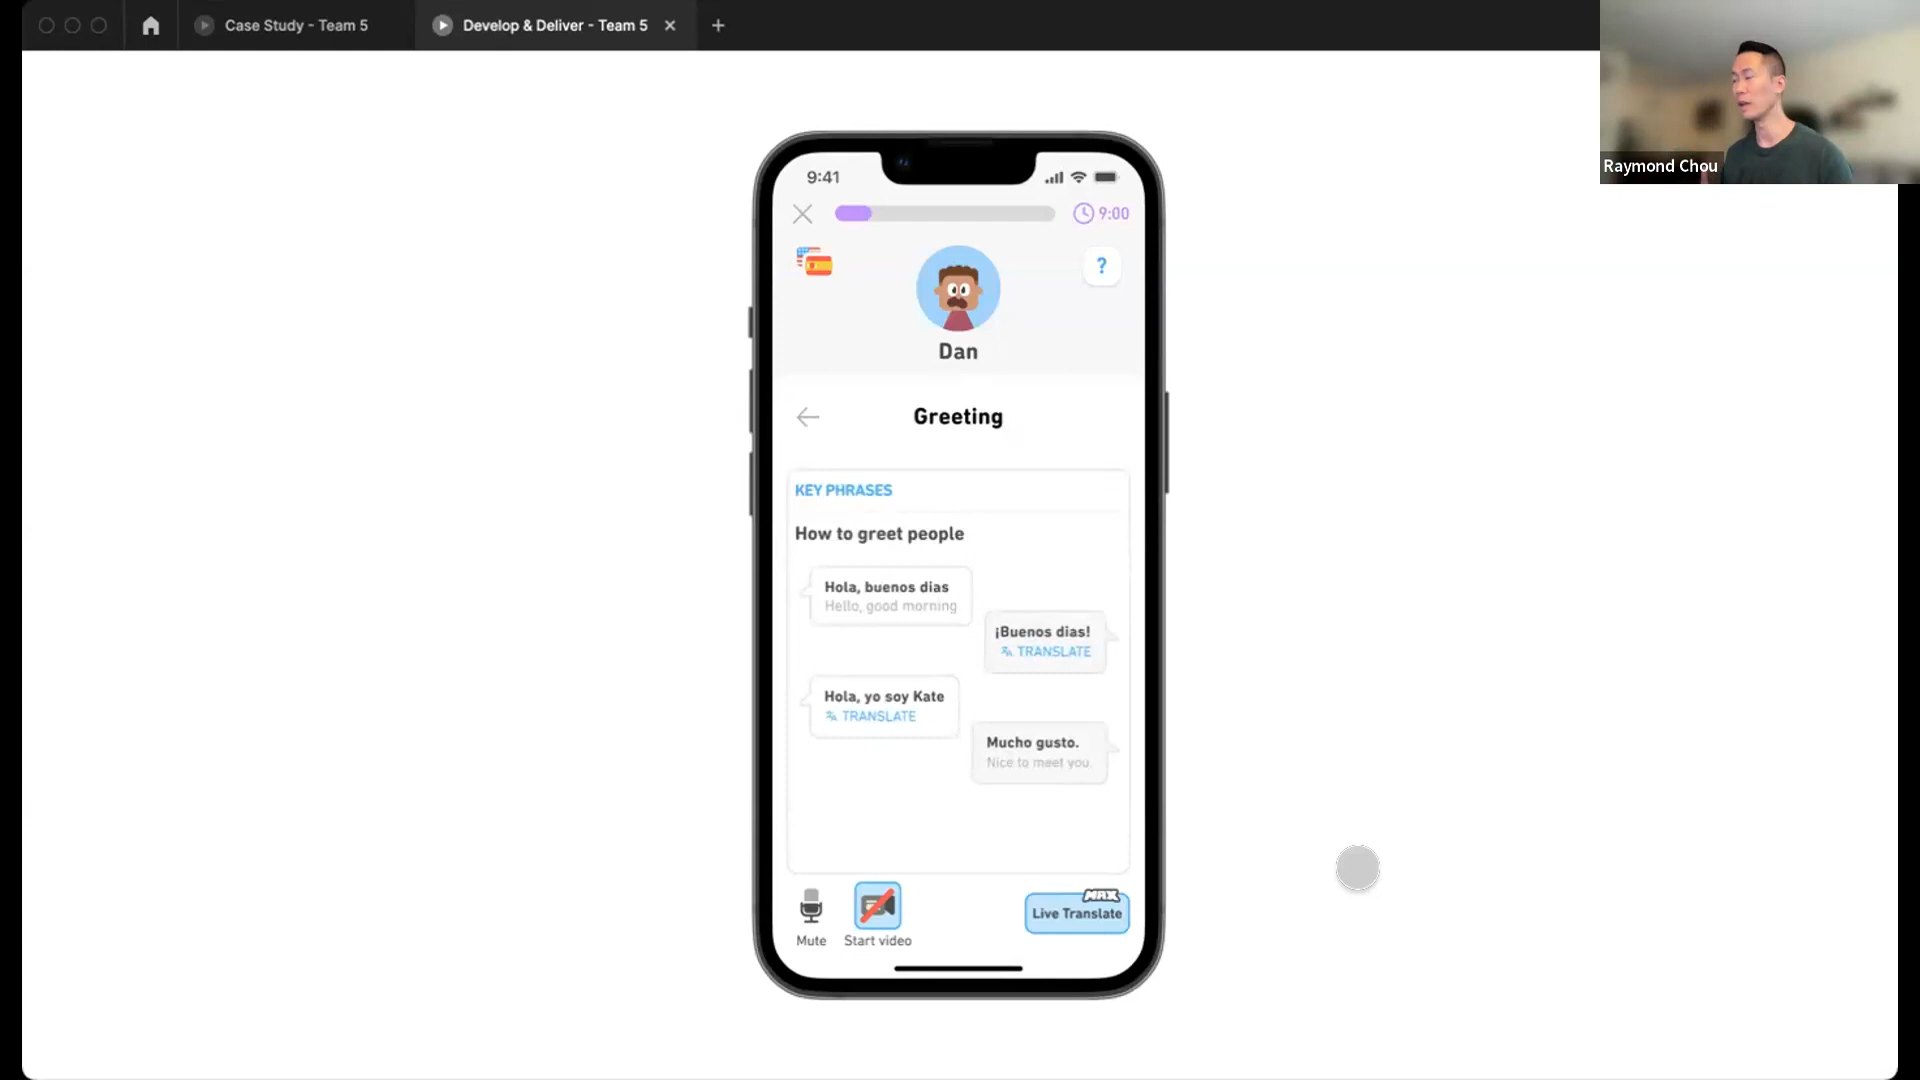 Case Study - Team 5
Develop & Deliver - Team 5
Raymond Chou
9:41
9:00
?
Dan
Greeting
KEY PHRASES
How to greet people
Hola, buenos dias
Hello, good morning
¡Buenos dias!
TRANSLATE
Hola, yo soy Kate
TRANSLATE
Mucho gusto.
Nice to meet you.
MAX
Live Translate
Mute
Start video